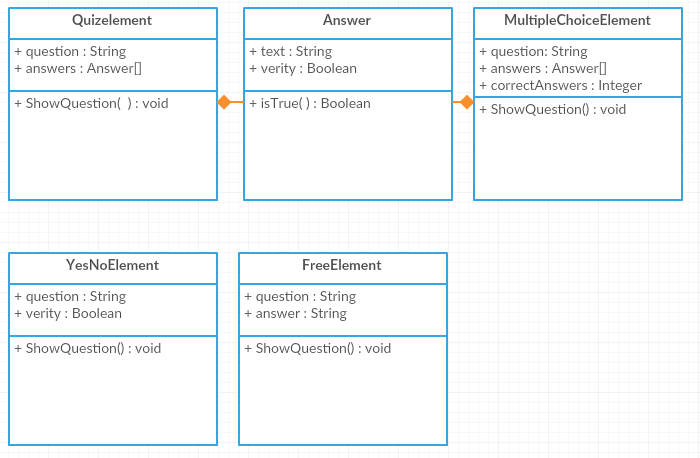 Quizelement
+ question : String
+ answers : Answer[]
+ ShowQuestion(  ) : void
Answer
+ text : String
+ verity : Boolean
+ isTrue( ) : Boolean
MultipleChoiceElement
+ question: String
+ answers : Answer[]
+ correctAnswers : Integer
+ ShowQuestion() : void
YesNoElement
+ question : String
+ verity : Boolean
+ ShowQuestion() : void
FreeElement
+ question : String
+ answer : String
+ ShowQuestion() : void